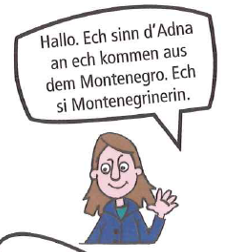 Hallo. Ech sinn d'Adna
an ech kommen aus
dem Montenegro. Ech
si Montenegrinerin.